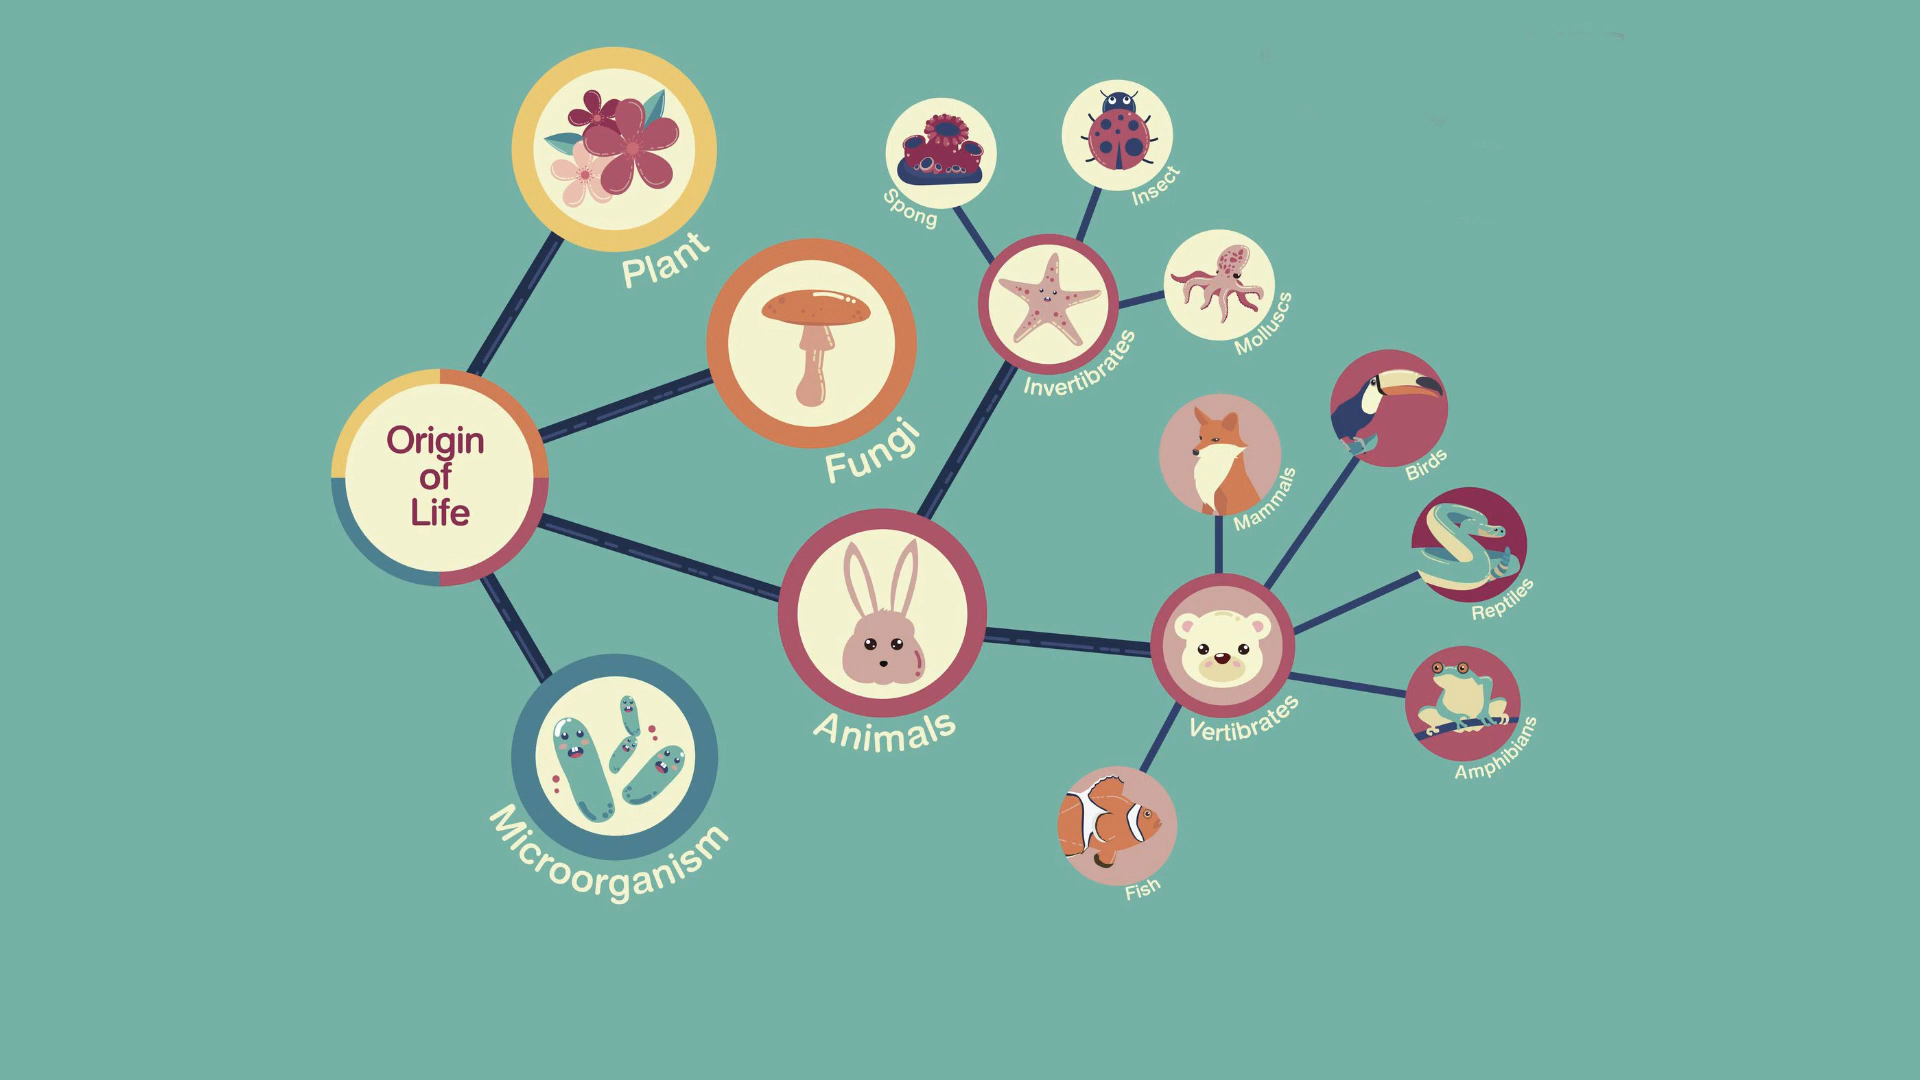 Origin
of
Life
Plant
Fungi
Animals
Microorganism
Invertibrates
Spong
Insect
Molluscs
Vertibrates
Mammals
Birds
Reptiles
Amphibians
Fish